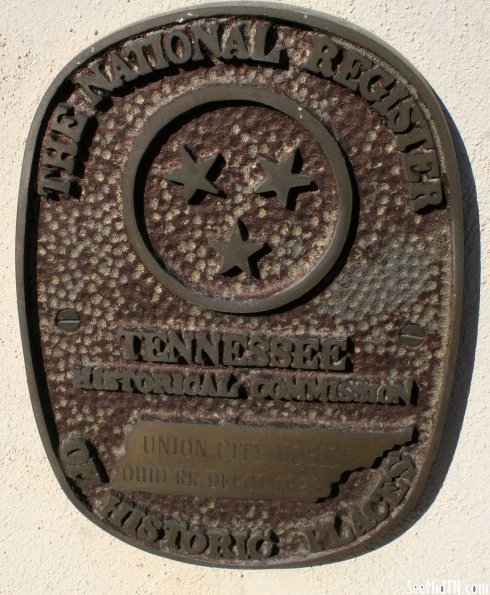 THE NATIONAL REGISTER
TENNESSEE
HISTORICAL COMMISSION
UNION CITY-MOBILE
OHIO RR DEPOT
OF HISTORIC PLACES
SeeMidTN.com